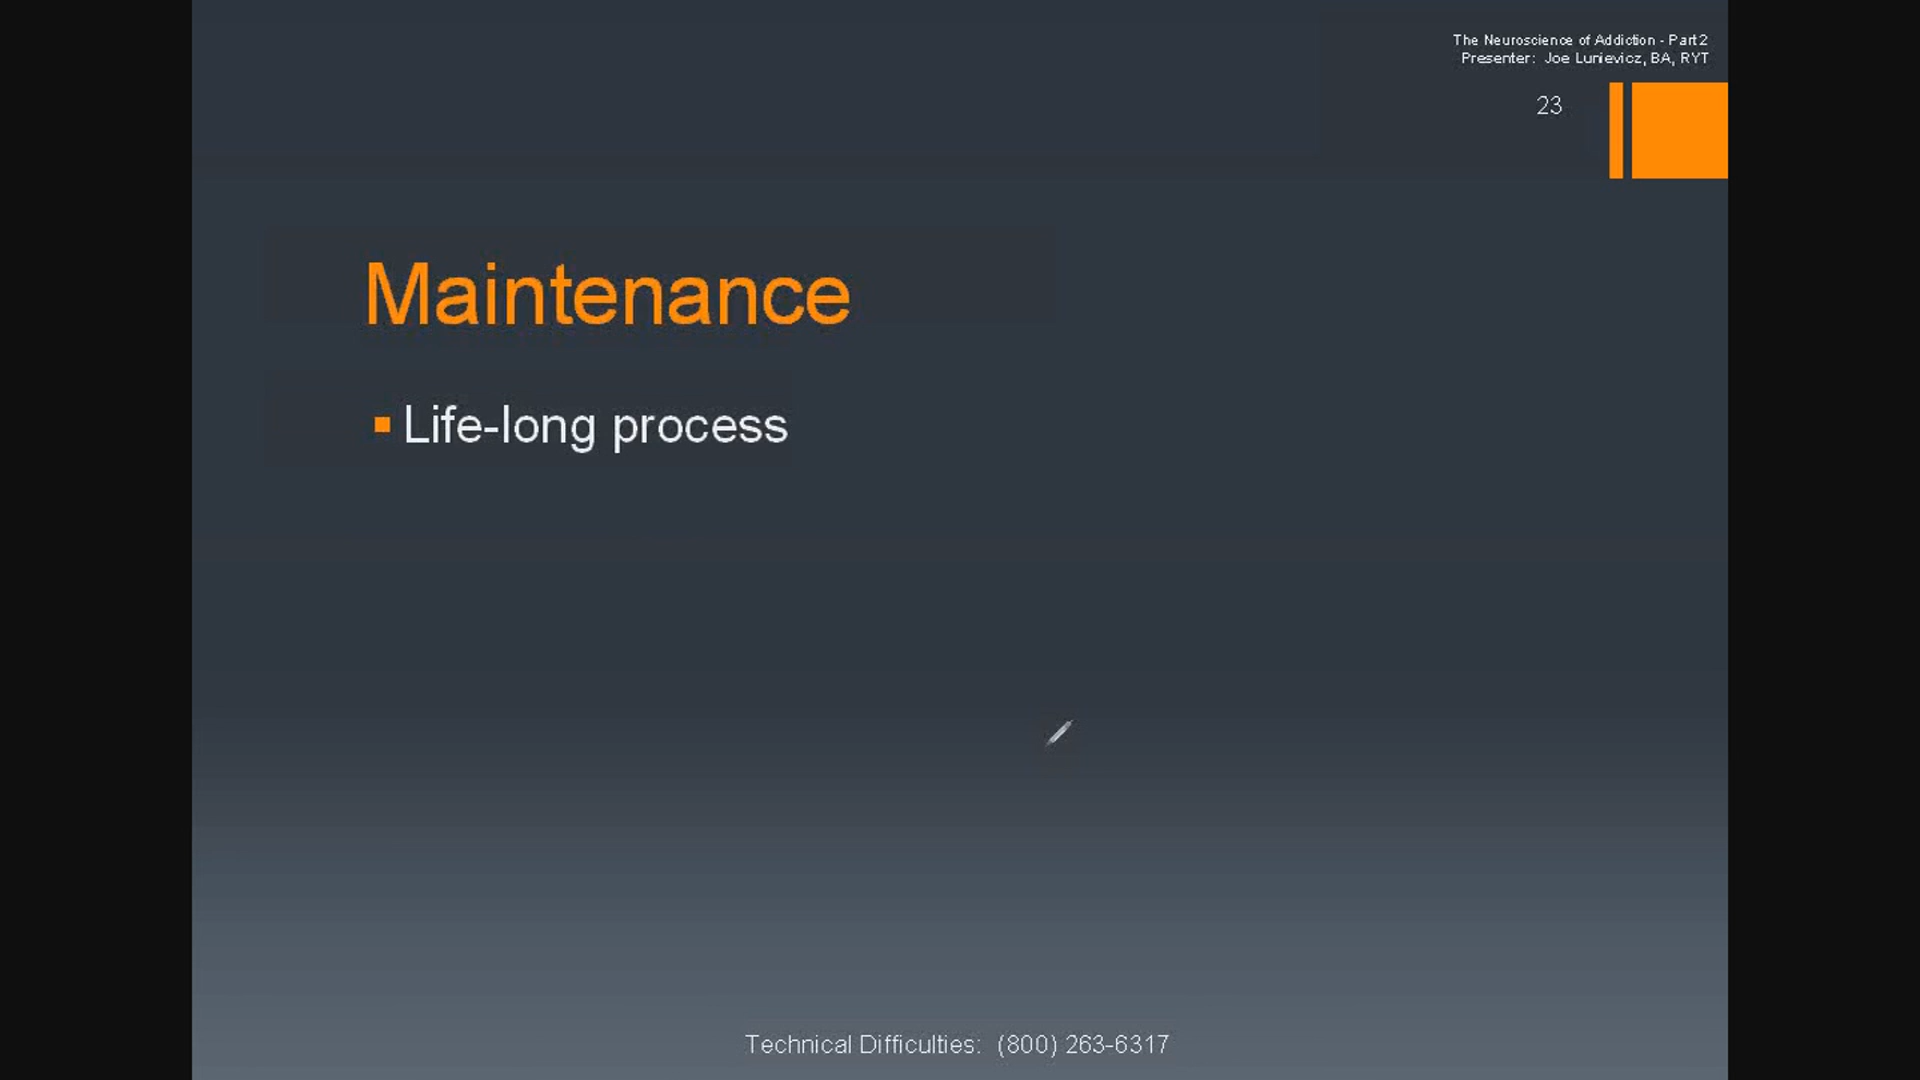 The Neuroscience of Addiction - Part 2
Presenter: Joe Lunievicz, BA, RYT
23
Maintenance
Life-long process
Technical Difficulties: (800) 263-6317